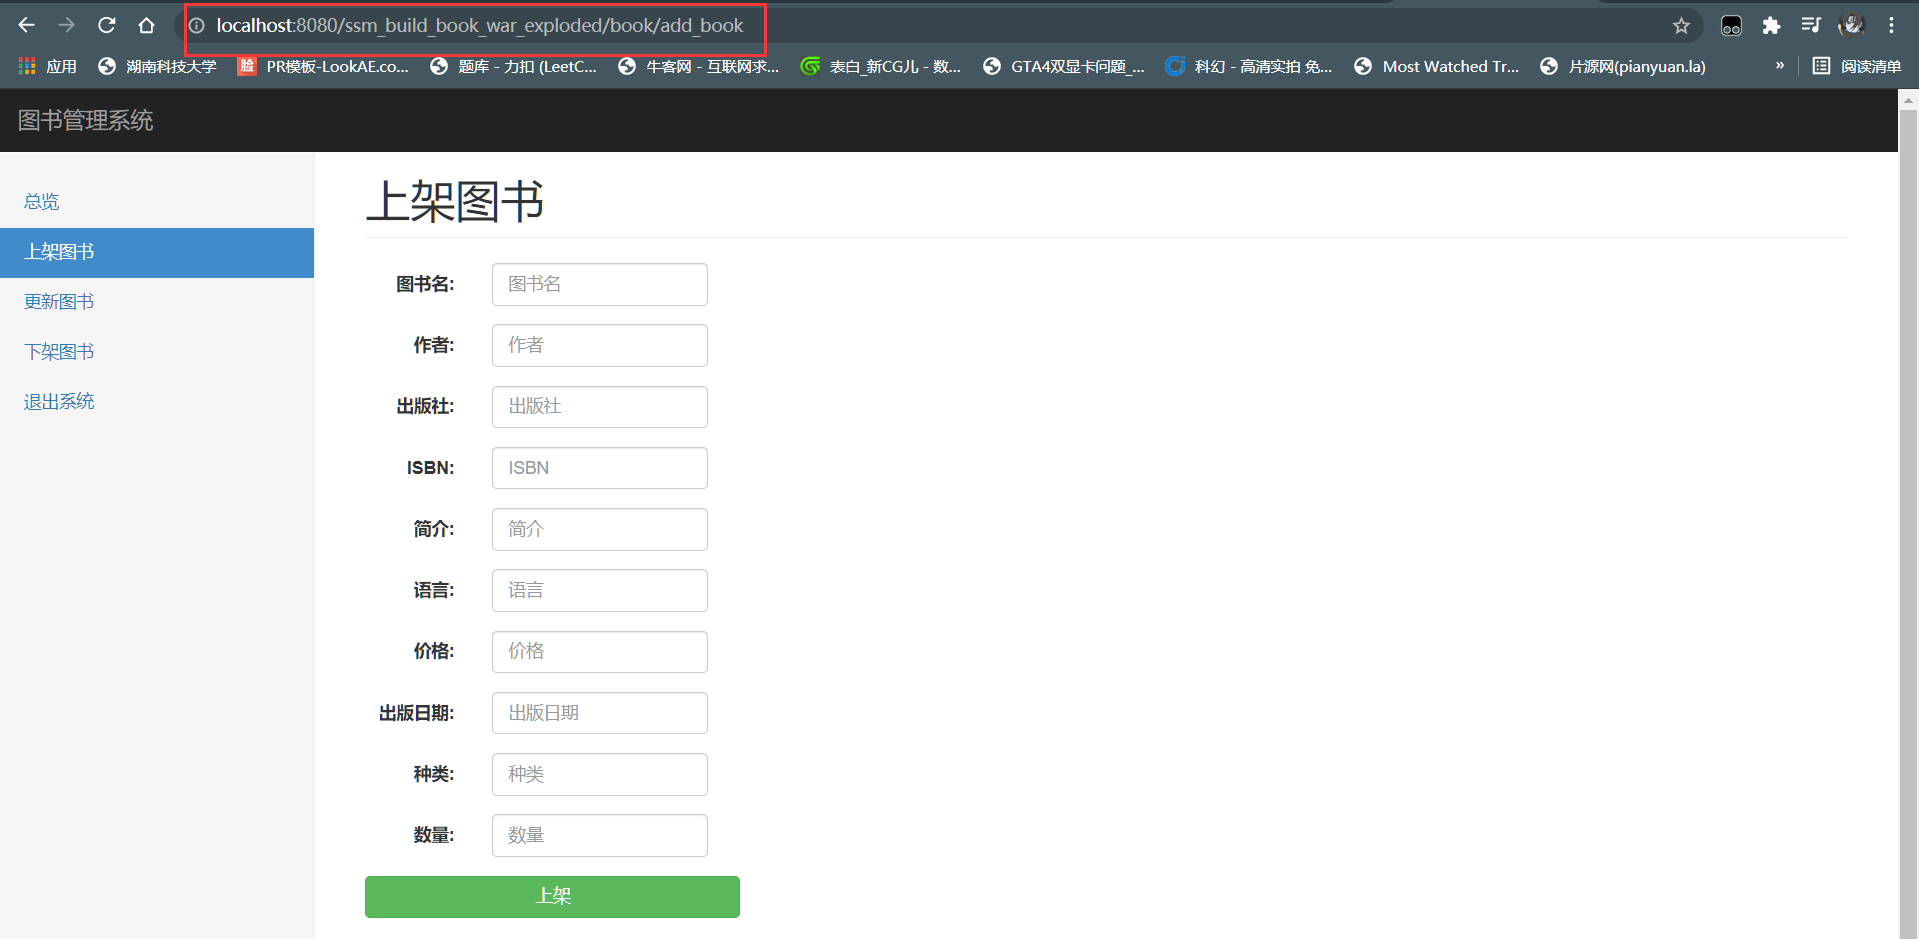 localhost:8080/ssm_build_book_war_exploded/book/add_book
应用 湖南科技大学 脸 PR模板-LookAE.co... 题库 - 力扣 (LeetC... 牛客网 - 互联网求... 表白_新CG儿 - 数... GTA4双显卡问题_... 科幻 - 高清实拍 免... Most Watched Tr... 片源网(pianyuan.la) » 阅读清单
图书管理系统
总览
上架图书
更新图书
下架图书
退出系统
上架图书
图书名: 图书名
作者: 作者
出版社: 出版社
ISBN: ISBN
简介: 简介
语言: 语言
价格: 价格
出版日期: 出版日期
种类: 种类
数量: 数量
上架